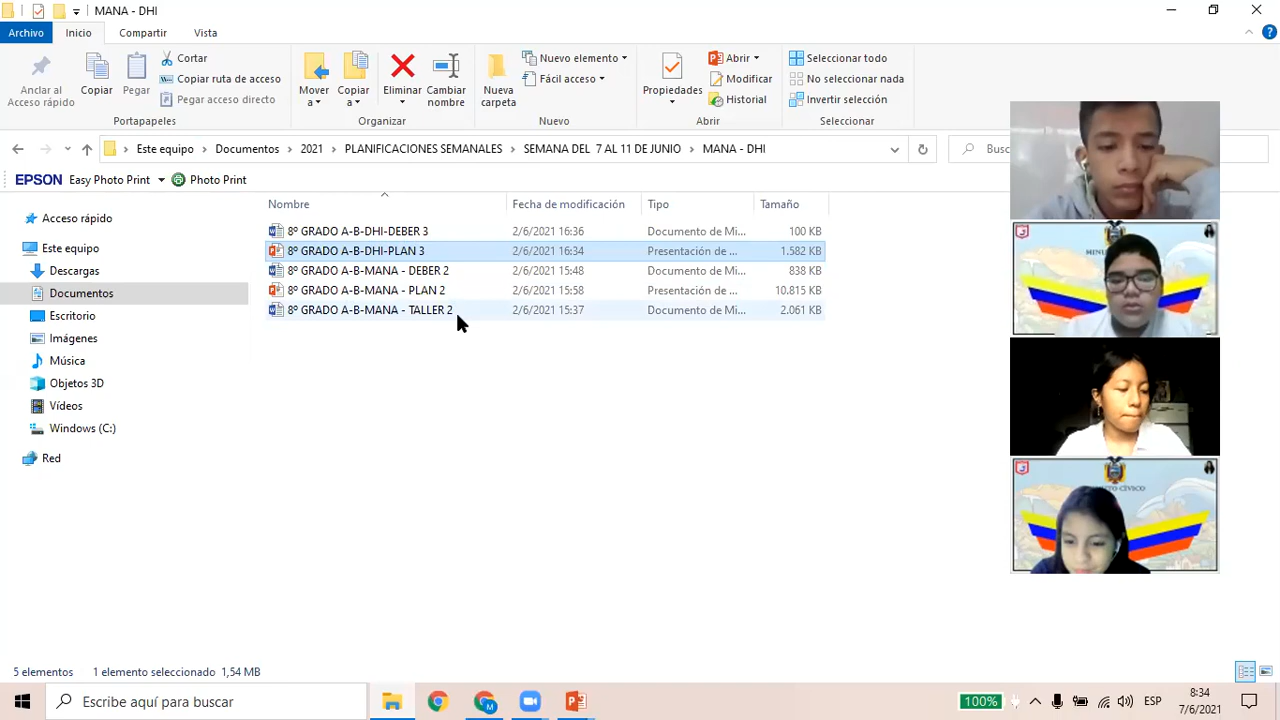 MANA - DHI
Archivo Inicio Compartir Vista
Anclar al Acceso rápido
Copiar
Pegar
Cortar
Copiar ruta de acceso
Pegar acceso directo
Portapapeles
Mover a
Copiar a
Eliminar
Cambiar nombre
Organizar
Nueva carpeta
Nuevo elemento
Fácil acceso
Nuevo
Propiedades
Abrir
Modificar
Historial
Abrir
Seleccionar todo
No seleccionar nada
Invertir selección
Seleccionar
Este equipo > Documentos > 2021 > PLANIFICACIONES SEMANALES > SEMANA DEL 7 AL 11 DE JUNIO > MANA - DHI
EPSON Easy Photo Print Photo Print
Nombre Fecha de modificación Tipo Tamaño
8º GRADO A-B-DHI-DEBER 3 2/6/2021 16:36 Documento de Mi... 100 KB
8º GRADO A-B-DHI-PLAN 3 2/6/2021 16:34 Presentación de ... 1.582 KB
8º GRADO A-B-MANA - DEBER 2 2/6/2021 15:48 Documento de Mi... 838 KB
8º GRADO A-B-MANA - PLAN 2 2/6/2021 15:58 Presentación de ... 10.815 KB
8º GRADO A-B-MANA - TALLER 2 2/6/2021 15:37 Documento de Mi... 2.061 KB
Acceso rápido
Este equipo
Descargas
Documentos
Escritorio
Imágenes
Música
Objetos 3D
Vídeos
Windows (C:)
Red
5 elementos 1 elemento seleccionado 1,54 MB
Escribe aquí para buscar
100%
ESP
8:34
7/6/2021